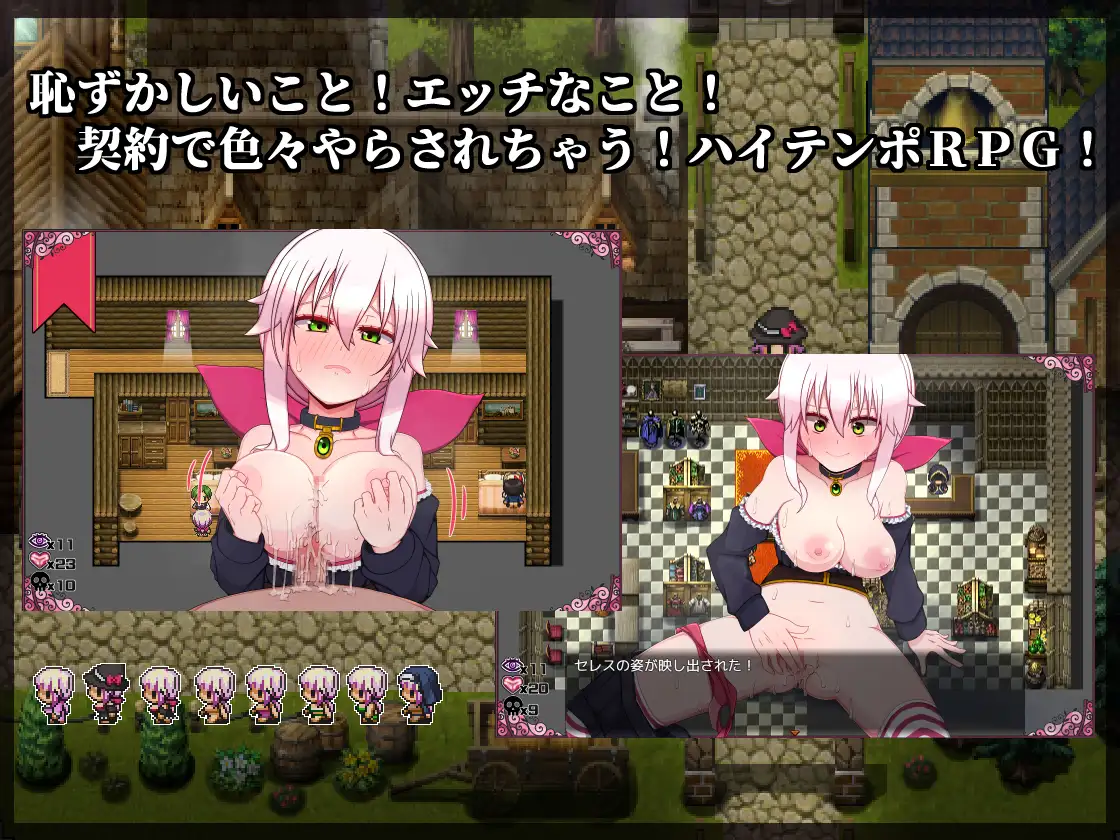 恥ずかしいこと！エッチなこと！
契約で色々やらされちゃう！ハイテンポＲＰＧ！
x11
x23
x10
セレスの姿が映し出された！
x11
x20
x9